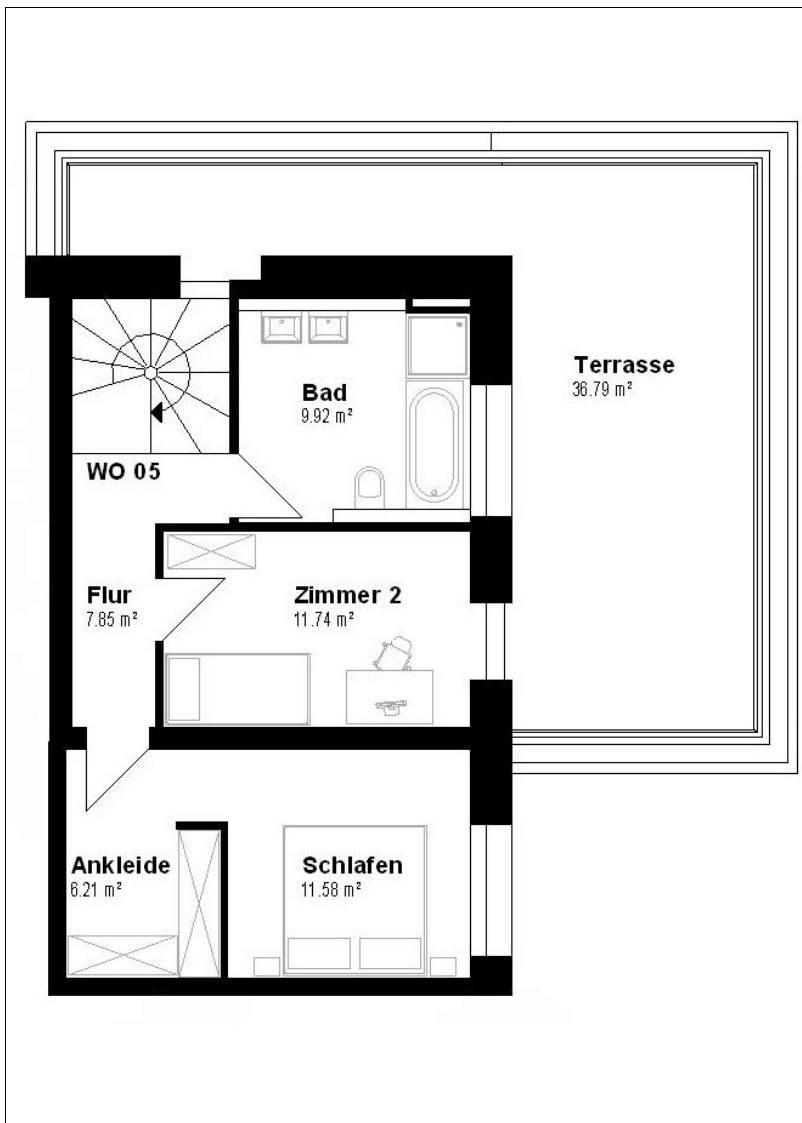 Terrasse
36.79 m²
Bad
9.92 m²
WO 05
Flur
7.85 m²
Zimmer 2
11.74 m²
Ankleide
6.21 m²
Schlafen
11.58 m²